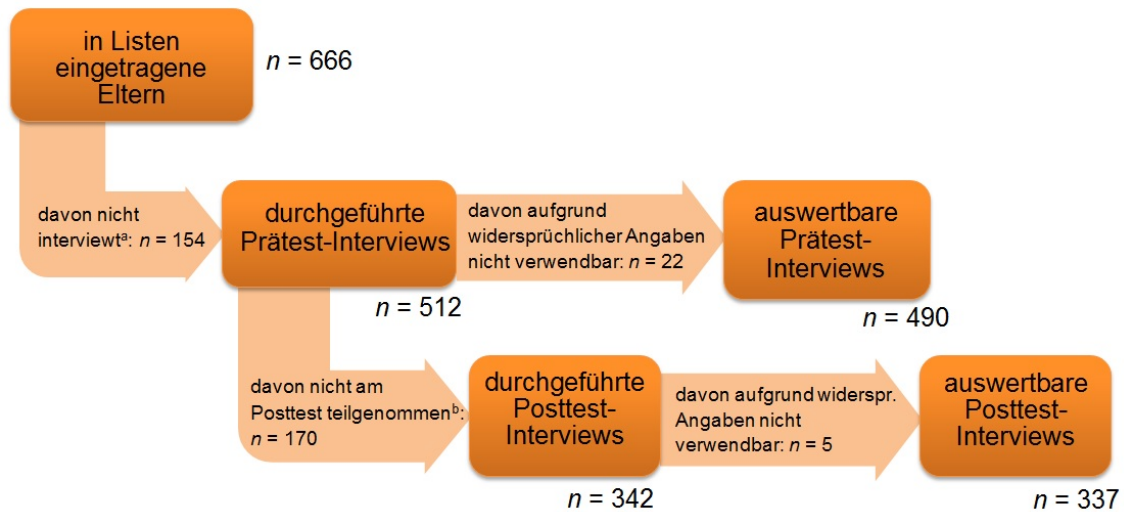 in Listen
eingetragene
Eltern
n = 666
davon nicht
interviewtᵃ: n = 154
durchgeführte
Prätest-Interviews
n = 512
davon aufgrund
widersprüchlicher Angaben
nicht verwendbar: n = 22
auswertbare
Prätest-
Interviews
n = 490
davon nicht am
Posttest teilgenommenᵇ:
n = 170
durchgeführte
Posttest-
Interviews
n = 342
davon aufgrund widerspr.
Angaben nicht
verwendbar: n = 5
auswertbare
Posttest-
Interviews
n = 337